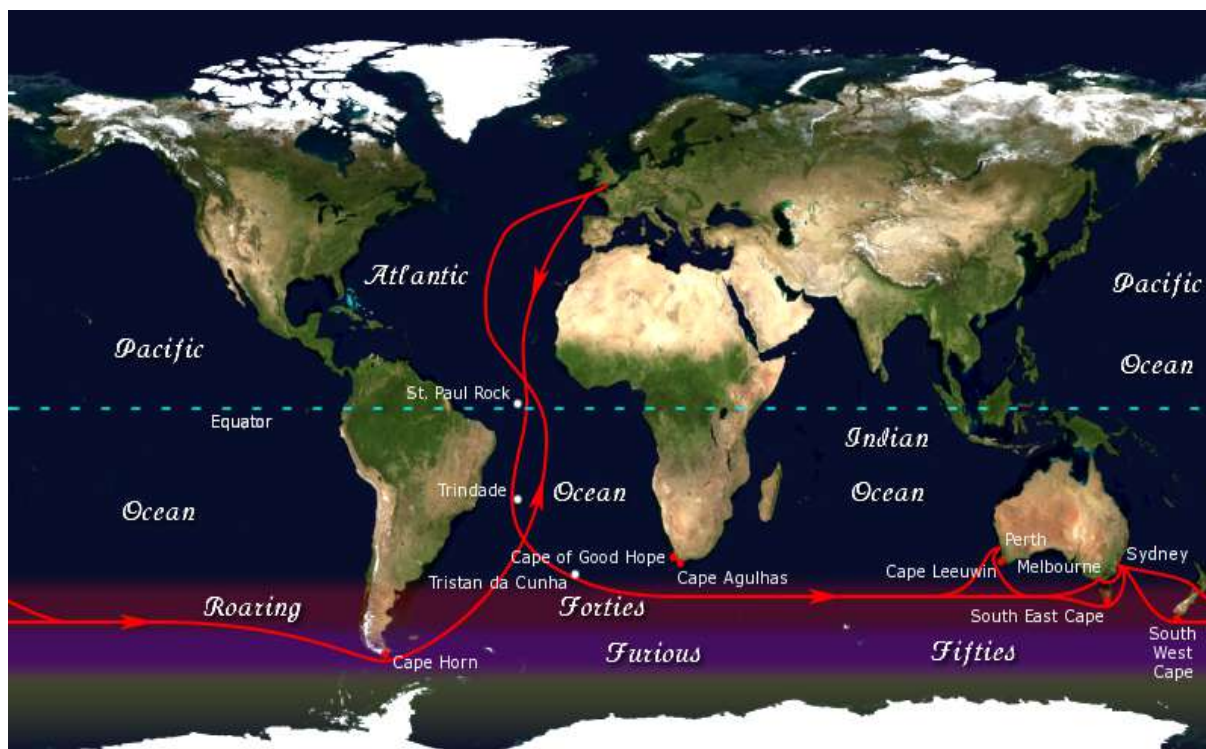 Atlantic
Pacific
Pacific
Ocean
St. Paul Rock
Equator
Indian
Trindade
Ocean
Ocean
Ocean
Perth
Cape of Good Hope
Sydney
Cape Leeuwin
Melbourne
Cape Agulhas
Tristan da Cunha
Roaring
Forties
South East Cape
Furious
Fifties
Cape Horn
South
West
Cape